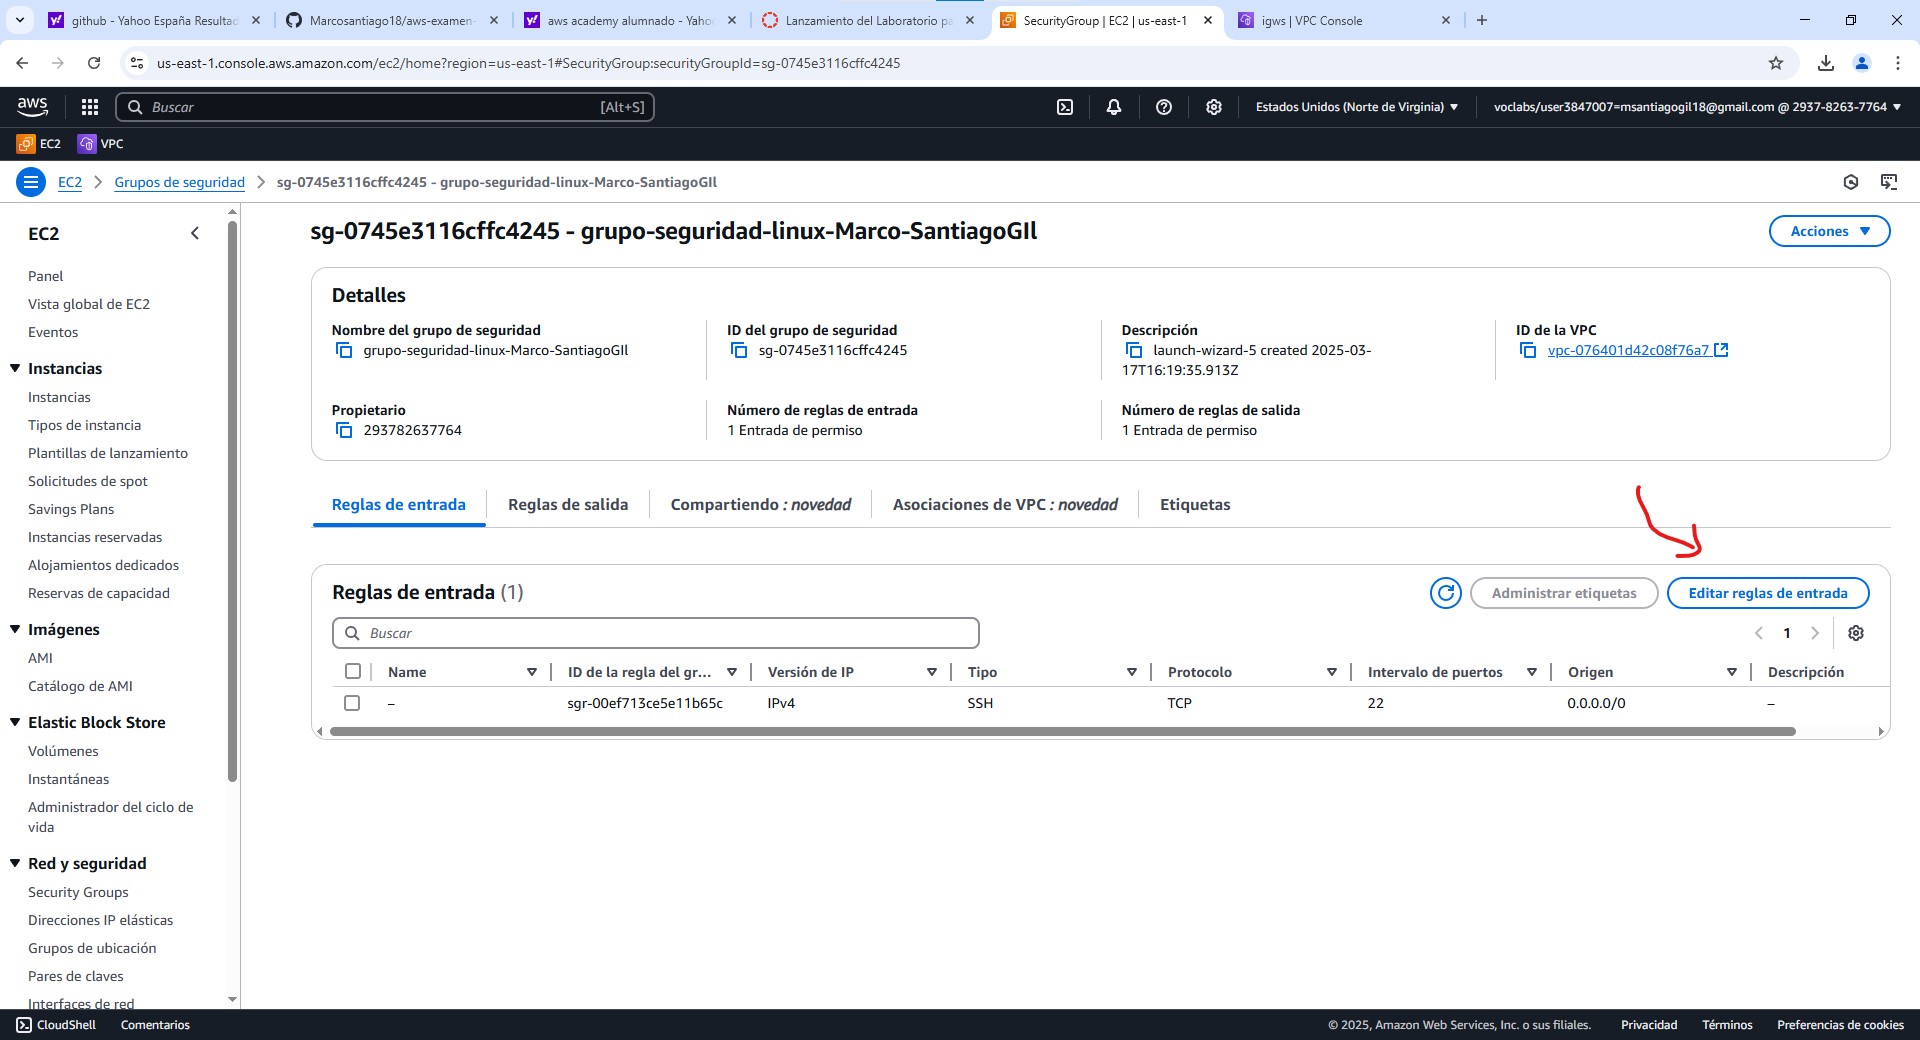 github - Yahoo España Resultad
Marcosantiago18/aws-examen-
aws academy alumnado - Yaho
Lanzamiento del Laboratorio pa
SecurityGroup | EC2 | us-east-1
igws | VPC Console
us-east-1.console.aws.amazon.com/ec2/home?region=us-east-1#SecurityGroup:securityGroupId=sg-0745e3116cffc4245
aws
Buscar
[Alt+S]
Estados Unidos (Norte de Virginia)
voclabs/user3847007=msantiagogil18@gmail.com @ 2937-8263-7764
EC2
VPC
EC2
Grupos de seguridad
sg-0745e3116cffc4245 - grupo-seguridad-linux-Marco-SantiagoGIl
EC2
Panel
Vista global de EC2
Eventos
Instancias
Instancias
Tipos de instancia
Plantillas de lanzamiento
Solicitudes de spot
Savings Plans
Instancias reservadas
Alojamientos dedicados
Reservas de capacidad
Imágenes
AMI
Catálogo de AMI
Elastic Block Store
Volúmenes
Instantáneas
Administrador del ciclo de
vida
Red y seguridad
Security Groups
Direcciones IP elásticas
Grupos de ubicación
Pares de claves
Interfaces de red
sg-0745e3116cffc4245 - grupo-seguridad-linux-Marco-SantiagoGIl
Acciones
Detalles
Nombre del grupo de seguridad
grupo-seguridad-linux-Marco-SantiagoGIl
ID del grupo de seguridad
sg-0745e3116cffc4245
Descripción
launch-wizard-5 created 2025-03-
17T16:19:35.913Z
ID de la VPC
vpc-076401d42c08f76a7
Propietario
293782637764
Número de reglas de entrada
1 Entrada de permiso
Número de reglas de salida
1 Entrada de permiso
Reglas de entrada
Reglas de salida
Compartiendo : novedad
Asociaciones de VPC : novedad
Etiquetas
Reglas de entrada (1)
Administrar etiquetas
Editar reglas de entrada
Buscar
1
Name
ID de la regla del gr...
Versión de IP
Tipo
Protocolo
Intervalo de puertos
Origen
Descripción
–
sgr-00ef713ce5e11b65c
IPv4
SSH
TCP
22
0.0.0.0/0
–
CloudShell
Comentarios
© 2025, Amazon Web Services, Inc. o sus filiales.
Privacidad
Términos
Preferencias de cookies